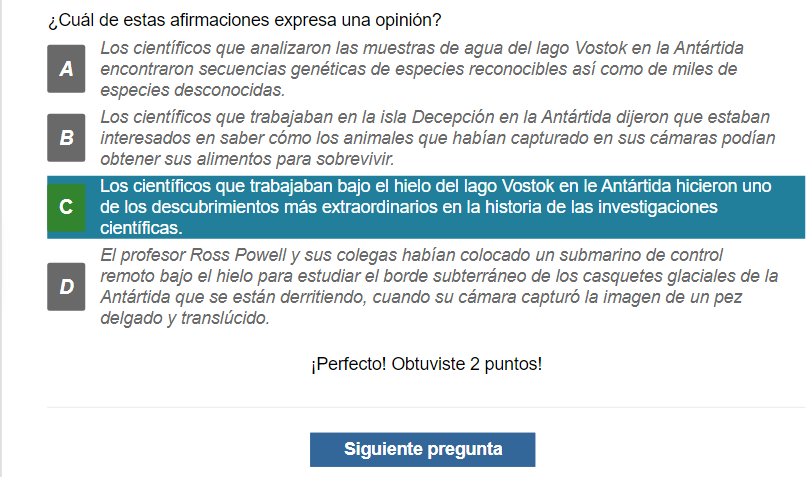 ¿Cuál de estas afirmaciones expresa una opinión?
A
Los científicos que analizaron las muestras de agua del lago Vostok en la Antártida
encontraron secuencias genéticas de especies reconocibles así como de miles de
especies desconocidas.
B
Los científicos que trabajaban en la isla Decepción en la Antártida dijeron que estaban
interesados en saber cómo los animales que habían capturado en sus cámaras podían
obtener sus alimentos para sobrevivir.
C
Los científicos que trabajaban bajo el hielo del lago Vostok en le Antártida hicieron uno
de los descubrimientos más extraordinarios en la historia de las investigaciones
científicas.
D
El profesor Ross Powell y sus colegas habían colocado un submarino de control
remoto bajo el hielo para estudiar el borde subterráneo de los casquetes glaciales de la
Antártida que se están derritiendo, cuando su cámara capturó la imagen de un pez
delgado y translúcido.
¡Perfecto! Obtuviste 2 puntos!
Siguiente pregunta